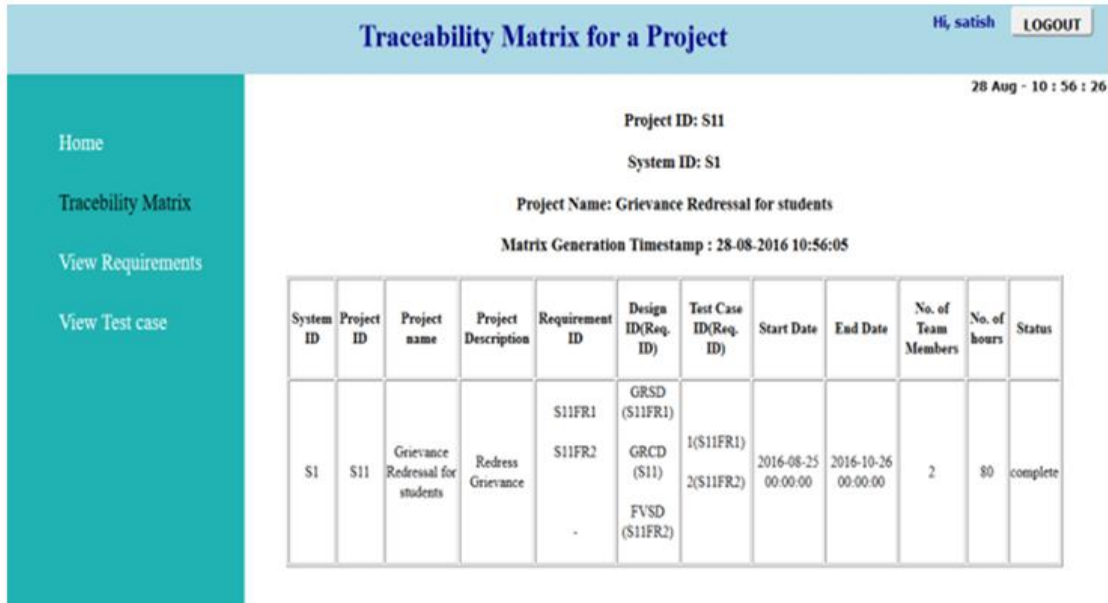 Traceability Matrix for a Project
Hi, satish
LOGOUT
28 Aug - 10 : 56 : 26
Home
Tracebility Matrix
View Requirements
View Test case
Project ID: S11
System ID: S1
Project Name: Grievance Redressal for students
Matrix Generation Timestamp : 28-08-2016 10:56:05
System
ID
Project
ID
Project
name
Project
Description
Requirement
ID
Design
ID(Req.
ID)
Test Case
ID(Req.
ID)
Start Date
End Date
No. of
Team
Members
No. of
hours
Status
S1
S11
Grievance
Redressal for
students
Redress
Grievance
S11FR1
S11FR2
-
GRSD
(S11FR1)
GRCD
(S11)
FVSD
(S11FR2)
1(S11FR1)
2(S11FR2)
2016-08-25
00:00:00
2016-10-26
00:00:00
2
80
complete